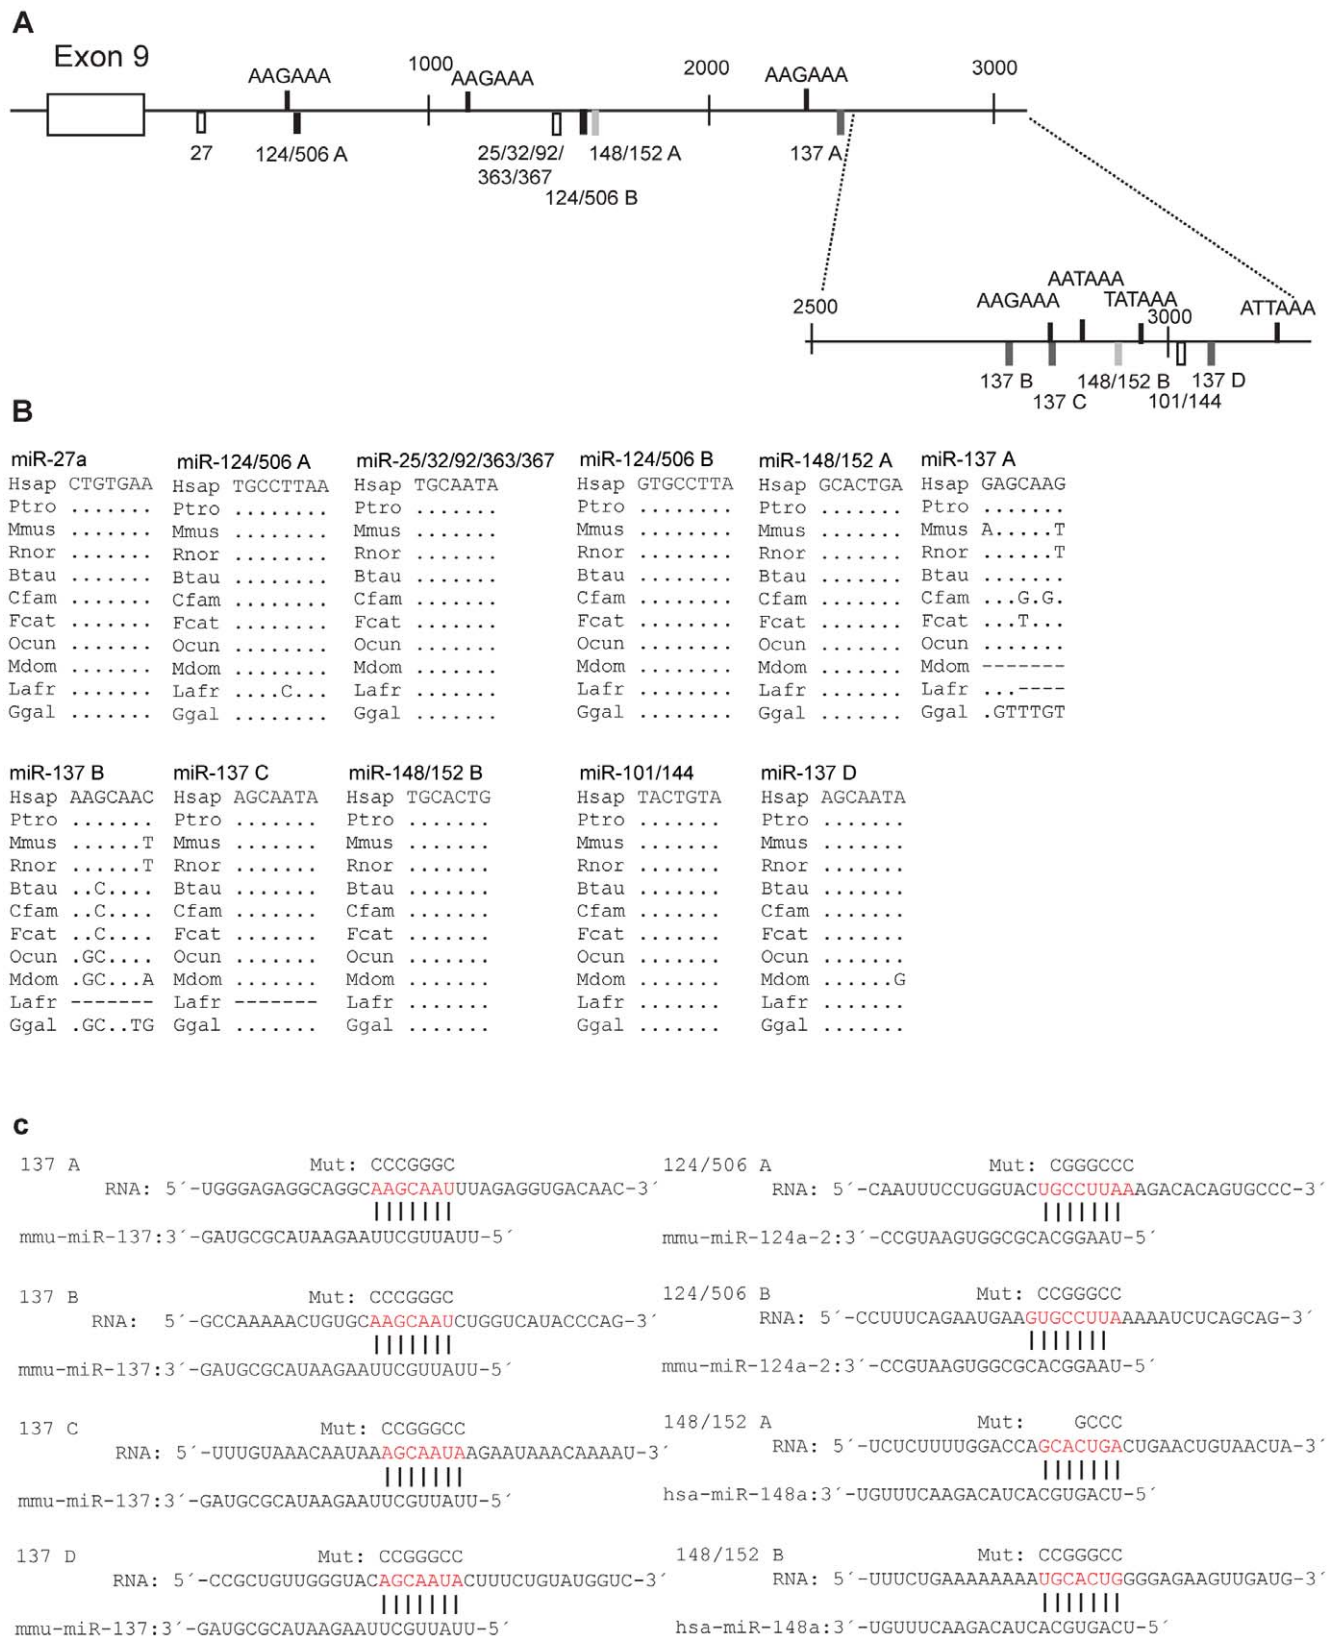 A
Exon 9
AAGAAA
1000
AAGAAA
2000
AAGAAA
3000
27
124/506 A
25/32/92/
363/367
148/152 A
124/506 B
137 A
AATAAA
2500
AAGAAA
TATAAA
3000
ATTAAA
137 B
148/152 B
137 D
137 C
101/144
B
miR-27a
Hsap CTGTGAA
Ptro .......
Mmus .......
Rnor .......
Btau .......
Cfam .......
Fcat .......
Ocun .......
Mdom .......
Lafr .......
Ggal .......
miR-124/506 A
Hsap TGCCTTAA
Ptro ........
Mmus ........
Rnor ........
Btau ........
Cfam ........
Fcat ........
Ocun ........
Mdom ........
Lafr ....C...
Ggal ........
miR-25/32/92/363/367
Hsap TGCAATA
Ptro .......
Mmus .......
Rnor .......
Btau .......
Cfam .......
Fcat .......
Ocun .......
Mdom .......
Lafr .......
Ggal .......
miR-124/506 B
Hsap GTGCCTTA
Ptro ........
Mmus ........
Rnor ........
Btau ........
Cfam ........
Fcat ........
Ocun ........
Mdom ........
Lafr ........
Ggal ........
miR-148/152 A
Hsap GCACTGA
Ptro .......
Mmus .......
Rnor .......
Btau .......
Cfam .......
Fcat .......
Ocun .......
Mdom .......
Lafr .......
Ggal .......
miR-137 A
Hsap GAGCAAG
Ptro .......
Mmus A.....T
Rnor ......T
Btau .......
Cfam ...G.G.
Fcat ...T...
Ocun .......
Mdom -------
Lafr ...----
Ggal .GTTTGT
miR-137 B
Hsap AAGCAAC
Ptro .......
Mmus ......T
Rnor ......T
Btau ..C....
Cfam ..C....
Fcat ..C....
Ocun .GC....
Mdom .GC...A
Lafr -------
Ggal .GC..TG
miR-137 C
Hsap AGCAATA
Ptro .......
Mmus .......
Rnor .......
Btau .......
Cfam .......
Fcat .......
Ocun .......
Mdom .......
Lafr -------
Ggal .......
miR-148/152 B
Hsap TGCACTG
Ptro .......
Mmus .......
Rnor .......
Btau .......
Cfam .......
Fcat .......
Ocun .......
Mdom .......
Lafr .......
Ggal .......
miR-101/144
Hsap TACTGTA
Ptro .......
Mmus .......
Rnor .......
Btau .......
Cfam .......
Fcat .......
Ocun .......
Mdom .......
Lafr .......
Ggal .......
miR-137 D
Hsap AGCAATA
Ptro .......
Mmus .......
Rnor .......
Btau .......
Cfam .......
Fcat .......
Ocun .......
Mdom ......G
Lafr .......
Ggal .......
c
137 A
Mut: CCCGGGC
RNA: 5´-UGGGAGAGGCAGGCAAGCAAUUUAGAGGUGACAAC-3´
mmu-miR-137:3´-GAUGCGCAUAAGAAUUCGUUAUU-5´
137 B
Mut: CCCGGGC
RNA: 5´-GCCAAAAACUGUGCAAGCAAUCUGGUCAUACCCAG-3´
mmu-miR-137:3´-GAUGCGCAUAAGAAUUCGUUAUU-5´
137 C
Mut: CCGGGCC
RNA: 5´-UUUGUAAACAAUAAAGCAAUAAGAAUAAACAAAAU-3´
mmu-miR-137:3´-GAUGCGCAUAAGAAUUCGUUAUU-5´
137 D
Mut: CCGGGCC
RNA: 5´-CCGCUGUUGGGUACAGCAAUACUUUCUGUAUGGUC-3´
mmu-miR-137:3´-GAUGCGCAUAAGAAUUCGUUAUU-5´
124/506 A
Mut: CGGGCCC
RNA: 5´-CAAUUUCCUGGUACUGCCUUAAAGACACAGUGCCC-3´
mmu-miR-124a-2:3´-CCGUAAGUGGCGCACGGAAU-5´
124/506 B
Mut: CCGGGCC
RNA: 5´-CCUUUCAGAAUGAAGUGCCUUAAAAAUCUCAGCAG-3´
mmu-miR-124a-2:3´-CCGUAAGUGGCGCACGGAAU-5´
148/152 A
Mut: GCCC
RNA: 5´-UCUCUUUUGGACCAGCACUGACUGAACUGUAACUA-3´
hsa-miR-148a:3´-UGUUUCAAGACAUCACGUGACU-5´
148/152 B
Mut: CCGGGCC
RNA: 5´-UUUCUGAAAAAAAAUGCACUGGGGAGAAGUUGAUG-3´
hsa-miR-148a:3´-UGUUUCAAGACAUCACGUGACU-5´